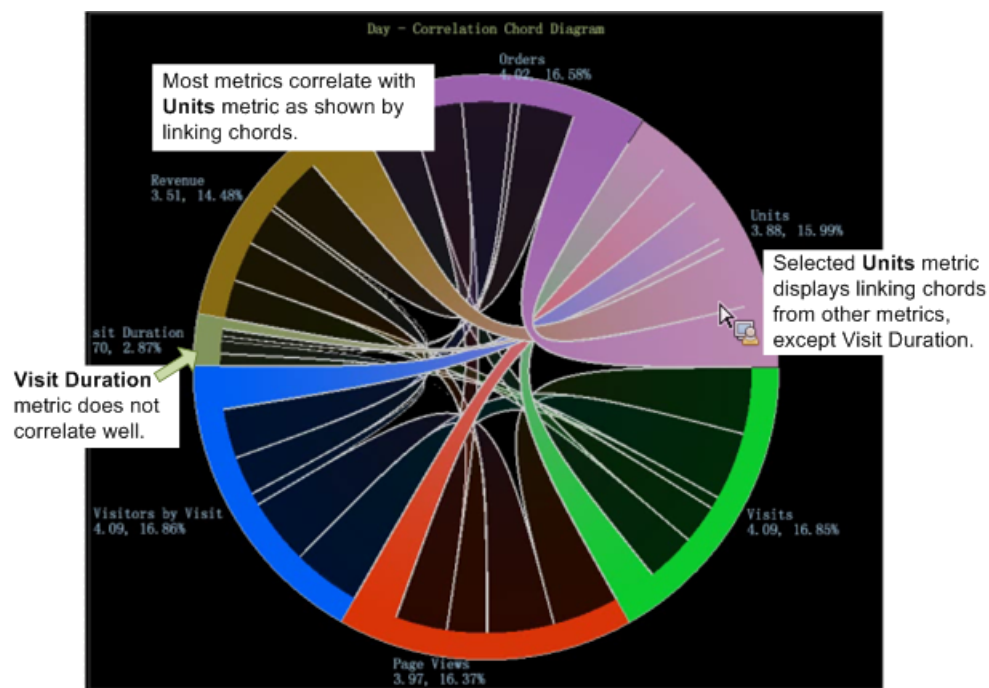 Day - Correlation Chord Diagram
Orders
4.02, 16.58%
Most metrics correlate with
Units metric as shown by
linking chords.
Revenue
3.51, 14.48%
Units
3.88, 15.99%
Selected Units metric
displays linking chords
from other metrics,
except Visit Duration.
sit Duration
70, 2.87%
Visit Duration
metric does not
correlate well.
Visitors by Visit
4.09, 16.86%
Visits
4.09, 16.85%
Page Views
3.97, 16.37%